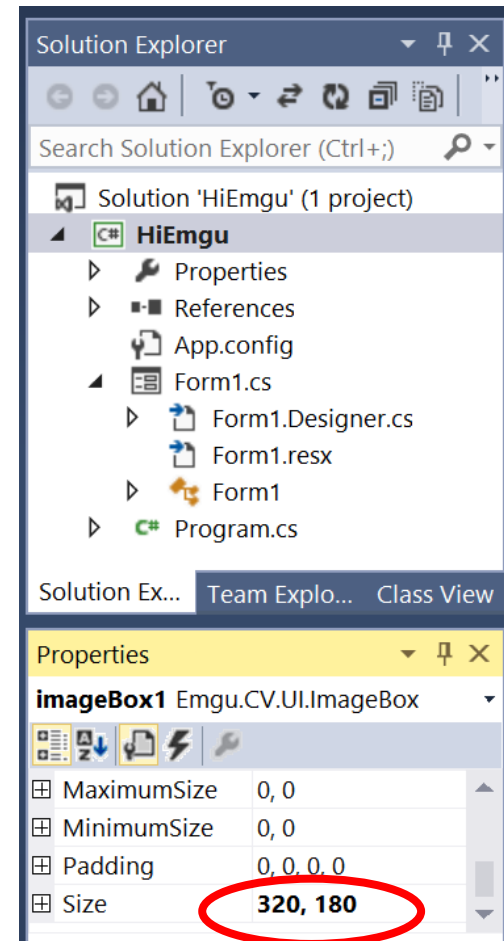 Solution Explorer
Search Solution Explorer (Ctrl+;)
Solution 'HiEmgu' (1 project)
C# HiEmgu
Properties
References
App.config
Form1.cs
Form1.Designer.cs
Form1.resx
Form1
C# Program.cs
Solution Ex... Team Explo... Class View
Properties
imageBox1 Emgu.CV.UI.ImageBox
A Z
MaximumSize 0, 0
MinimumSize 0, 0
Padding 0, 0, 0, 0
Size 320, 180